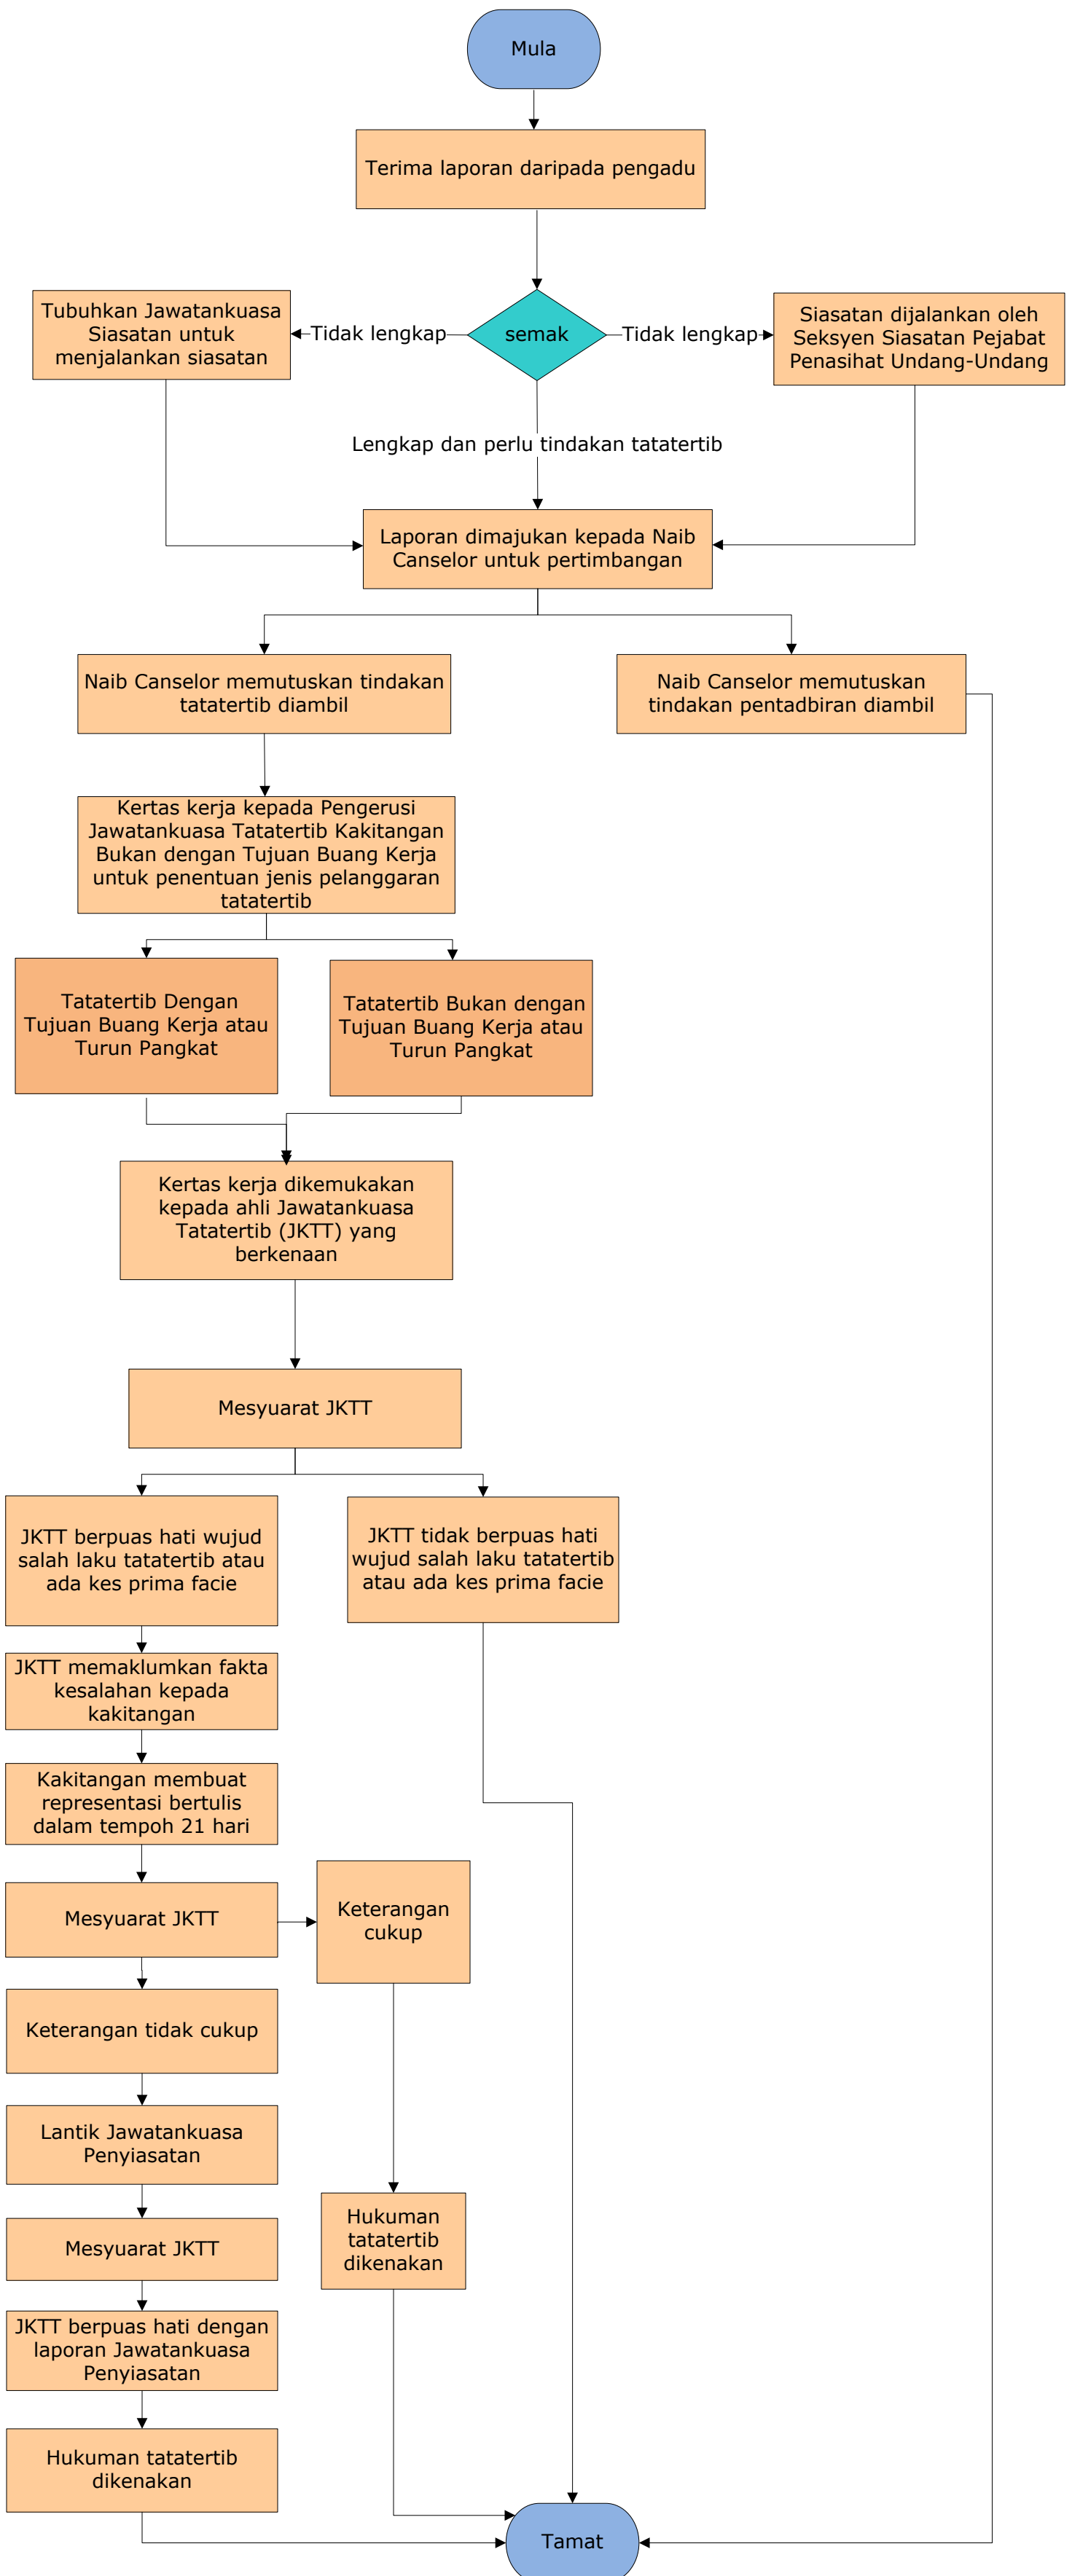 Mula
Terima laporan daripada pengadu
Tubuhkan Jawatankuasa
Siasatan untuk
menjalankan siasatan
Tidak lengkap
semak
Tidak lengkap
Siasatan dijalankan oleh
Seksyen Siasatan Pejabat
Penasihat Undang-Undang
Lengkap dan perlu tindakan tatatertib
Laporan dimajukan kepada Naib
Canselor untuk pertimbangan
Naib Canselor memutuskan tindakan
tatatertib diambil
Naib Canselor memutuskan
tindakan pentadbiran diambil
Kertas kerja kepada Pengerusi
Jawatankuasa Tatatertib Kakitangan
Bukan dengan Tujuan Buang Kerja
untuk penentuan jenis pelanggaran
tatatertib
Tatatertib Dengan
Tujuan Buang Kerja atau
Turun Pangkat
Tatatertib Bukan dengan
Tujuan Buang Kerja atau
Turun Pangkat
Kertas kerja dikemukakan
kepada ahli Jawatankuasa
Tatatertib (JKTT) yang
berkenaan
Mesyuarat JKTT
JKTT berpuas hati wujud
salah laku tatatertib atau
ada kes prima facie
JKTT tidak berpuas hati
wujud salah laku tatatertib
atau ada kes prima facie
JKTT memaklumkan fakta
kesalahan kepada
kakitangan
Kakitangan membuat
representasi bertulis
dalam tempoh 21 hari
Mesyuarat JKTT
Keterangan
cukup
Keterangan tidak cukup
Lantik Jawatankuasa
Penyiasatan
Mesyuarat JKTT
Hukuman
tatatertib
dikenakan
JKTT berpuas hati dengan
laporan Jawatankuasa
Penyiasatan
Hukuman tatatertib
dikenakan
Tamat